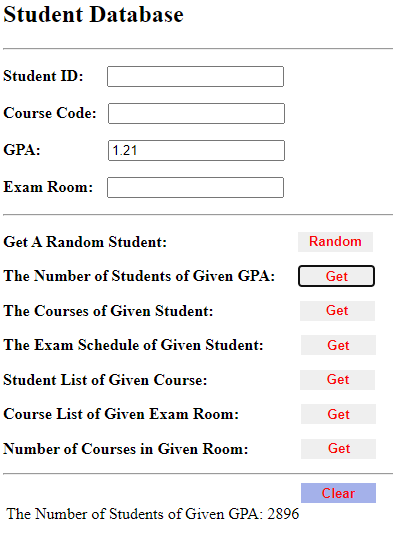 Student Database
Student ID:
Course Code:
GPA: 1.21
Exam Room:
Get A Random Student: Random
The Number of Students of Given GPA: Get
The Courses of Given Student: Get
The Exam Schedule of Given Student: Get
Student List of Given Course: Get
Course List of Given Exam Room: Get
Number of Courses in Given Room: Get
Clear
The Number of Students of Given GPA: 2896